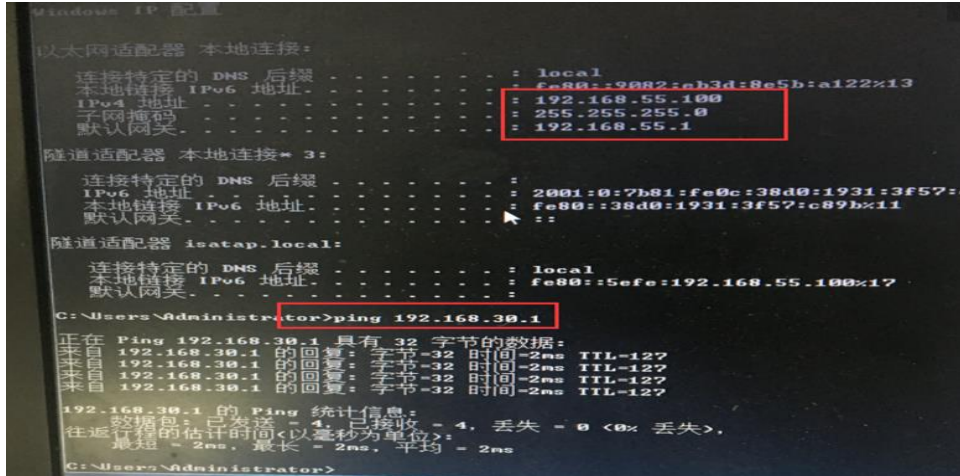 Windows IP 配置
以太网适配器 本地连接:
连接特定的 DNS 后缀 . . . . . . . : local
本地链接 IPv6 地址. . . . . . . . : fe80::9082:eb3d:8e5b:a122%13
IPv4 地址 . . . . . . . . . . . . : 192.168.55.100
子网掩码 . . . . . . . . . . . . : 255.255.255.0
默认网关. . . . . . . . . . . . . : 192.168.55.1
隧道适配器 本地连接* 3:
连接特定的 DNS 后缀 . . . . . . . :
IPv6 地址 . . . . . . . . . . . . : 2001:0:7b81:fe0c:38d0:1931:3f57:
本地链接 IPv6 地址. . . . . . . . : fe80::38d0:1931:3f57:c89b%11
默认网关. . . . . . . . . . . . . : ::
隧道适配器 isatap.local:
连接特定的 DNS 后缀 . . . . . . . : local
本地链接 IPv6 地址. . . . . . . . : fe80::5efe:192.168.55.100%17
默认网关. . . . . . . . . . . . . :
C:\Users\Administrator>ping 192.168.30.1
正在 Ping 192.168.30.1 具有 32 字节的数据:
来自 192.168.30.1 的回复: 字节=32 时间=2ms TTL=127
来自 192.168.30.1 的回复: 字节=32 时间=2ms TTL=127
来自 192.168.30.1 的回复: 字节=32 时间=2ms TTL=127
来自 192.168.30.1 的回复: 字节=32 时间=2ms TTL=127
192.168.30.1 的 Ping 统计信息:
数据包: 已发送 = 4, 已接收 = 4, 丢失 = 0 (0% 丢失),
往返行程的估计时间(以毫秒为单位):
最短 = 2ms, 最长 = 2ms, 平均 = 2ms
C:\Users\Administrator>